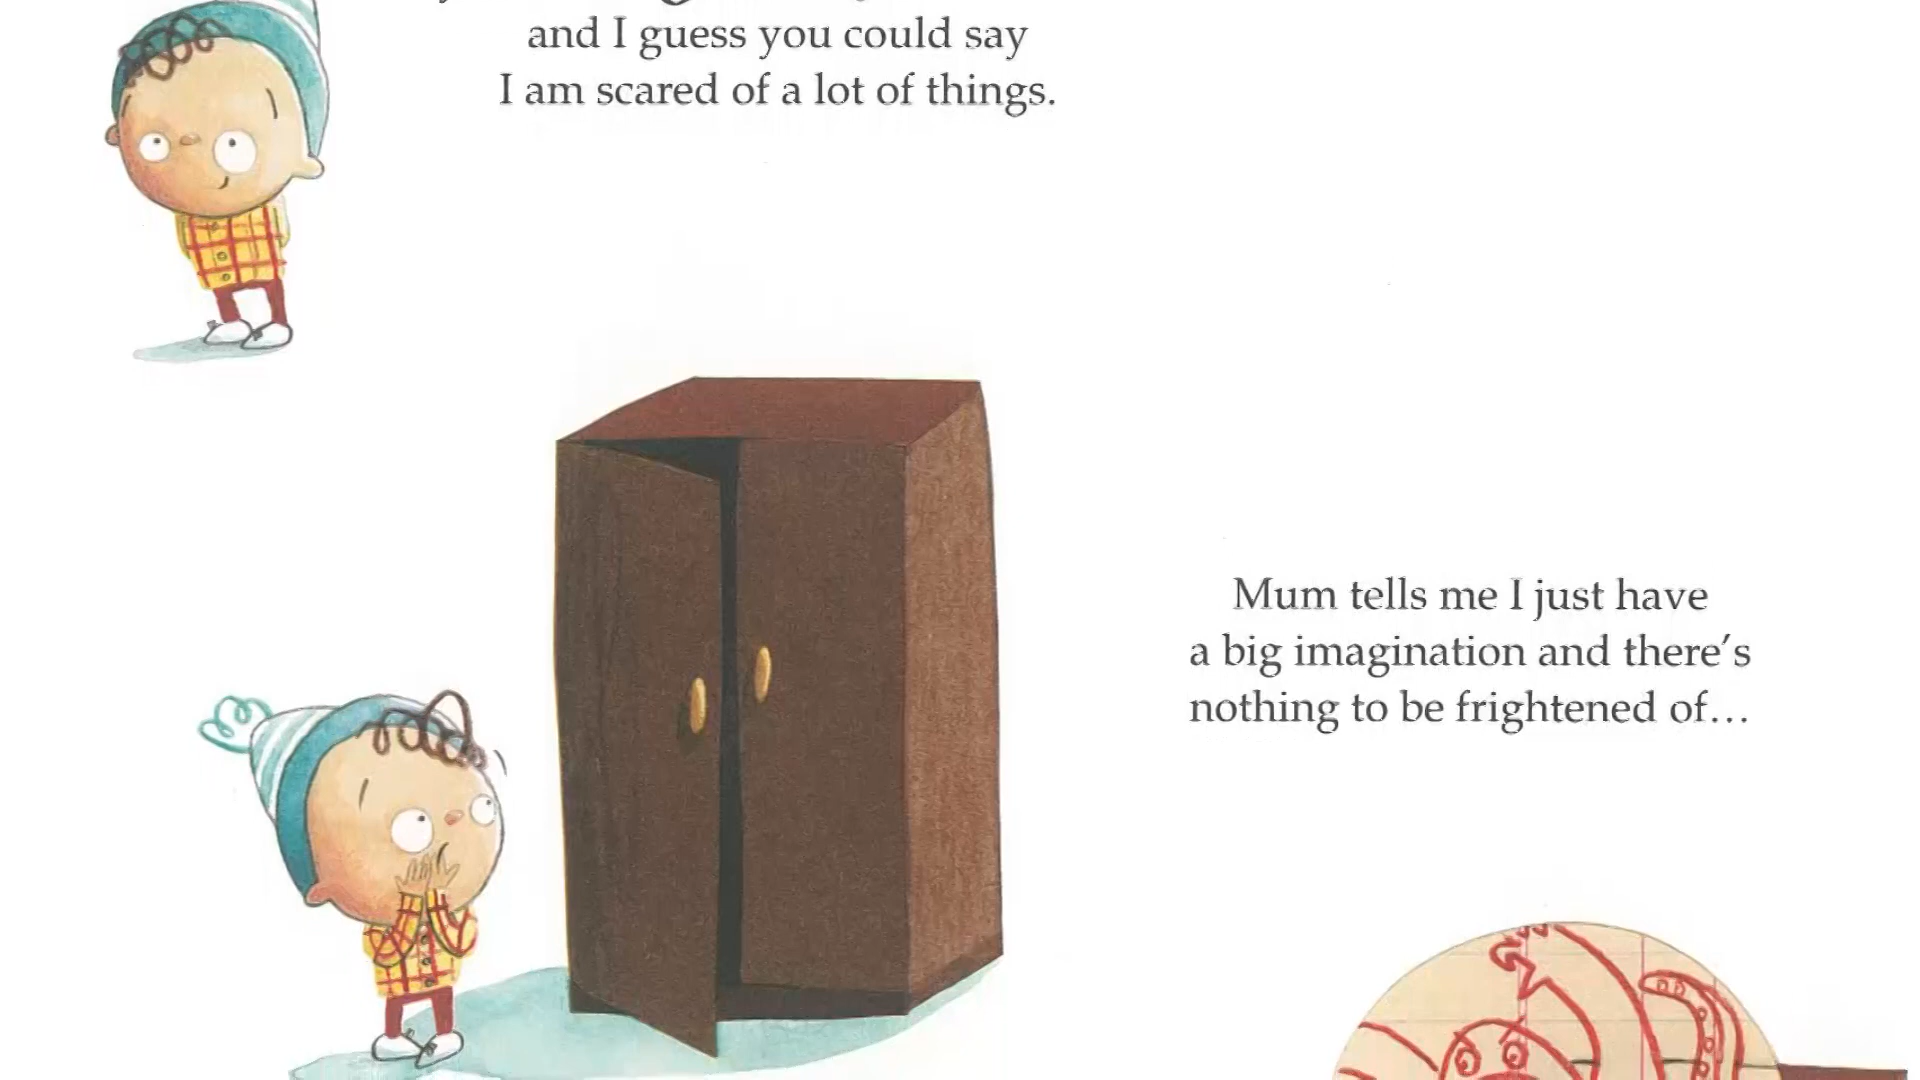 and I guess you could say
I am scared of a lot of things.
Mum tells me I just have
a big imagination and there's
nothing to be frightened of...